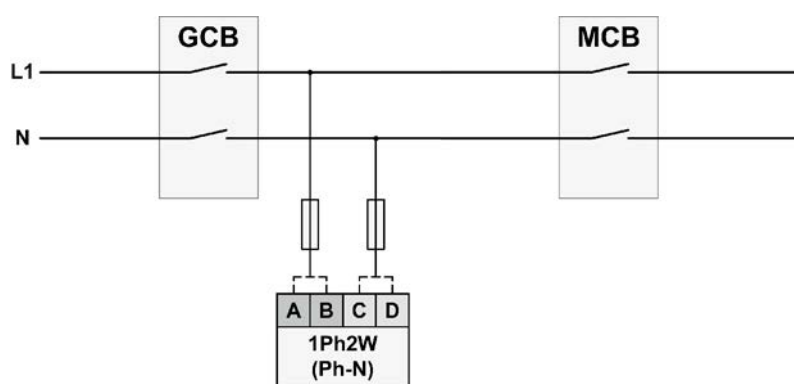 GCB MCB
L1
N
A B C D
1Ph2W
(Ph-N)